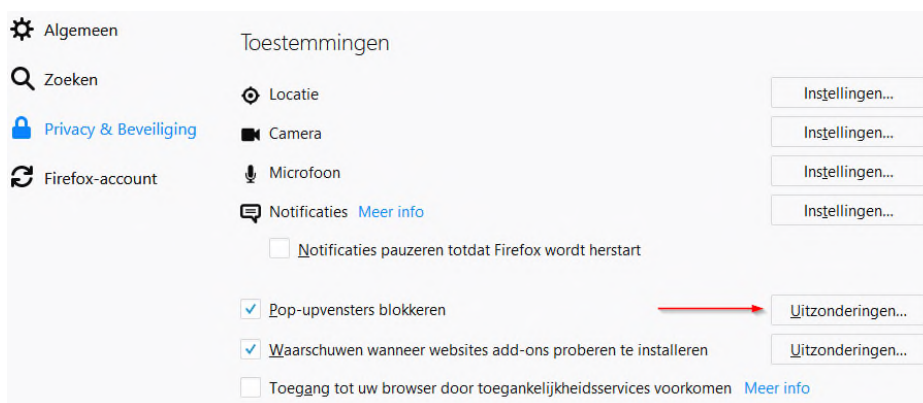 Algemeen
Zoeken
Privacy & Beveiliging
Firefox-account
Toestemmingen
Locatie Instellingen...
Camera Instellingen...
Microfoon Instellingen...
Notificaties Meer info Instellingen...
Notificaties pauzeren totdat Firefox wordt herstart
Pop-upvensters blokkeren Uitzonderingen...
Waarschuwen wanneer websites add-ons proberen te installeren Uitzonderingen...
Toegang tot uw browser door toegankelijkheidsservices voorkomen Meer info